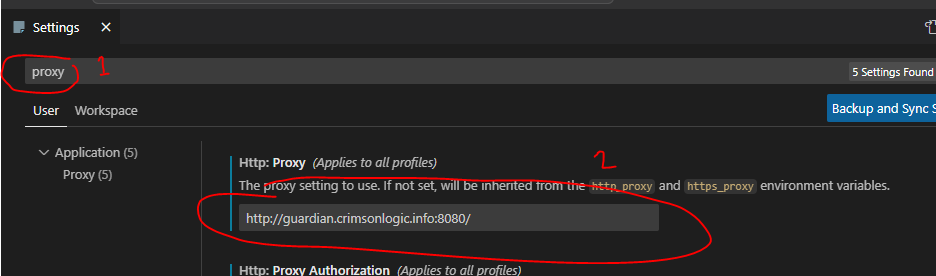 Settings
proxy
1
5 Settings Found
User
Workspace
Backup and Sync S
Application (5)
Proxy (5)
Http: Proxy (Applies to all profiles)
2
The proxy setting to use. If not set, will be inherited from the http_proxy and https_proxy environment variables.
http://guardian.crimsonlogic.info:8080/
Http: Proxy Authorization (Applies to all profiles)